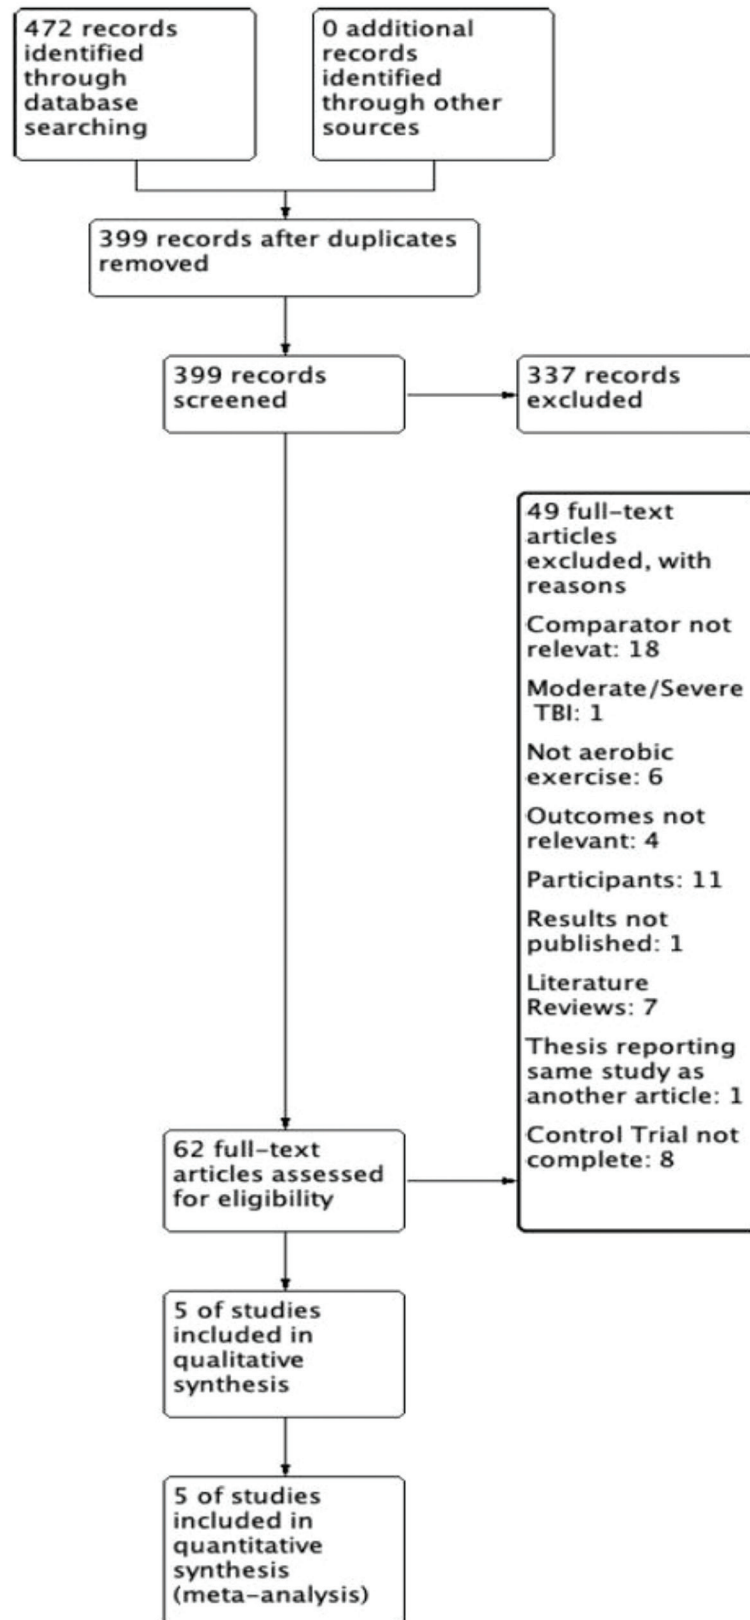 472 records
identified
through
database
searching
0 additional
records
identified
through other
sources
399 records after duplicates
removed
399 records
screened
337 records
excluded
49 full-text
articles
excluded, with
reasons
Comparator not
relevat: 18
Moderate/Severe
TBI: 1
Not aerobic
exercise: 6
Outcomes not
relevant: 4
Participants: 11
Results not
published: 1
Literature
Reviews: 7
Thesis reporting
same study as
another article: 1
Control Trial not
complete: 8
62 full-text
articles assessed
for eligibility
5 of studies
included in
qualitative
synthesis
5 of studies
included in
quantitative
synthesis
(meta-analysis)